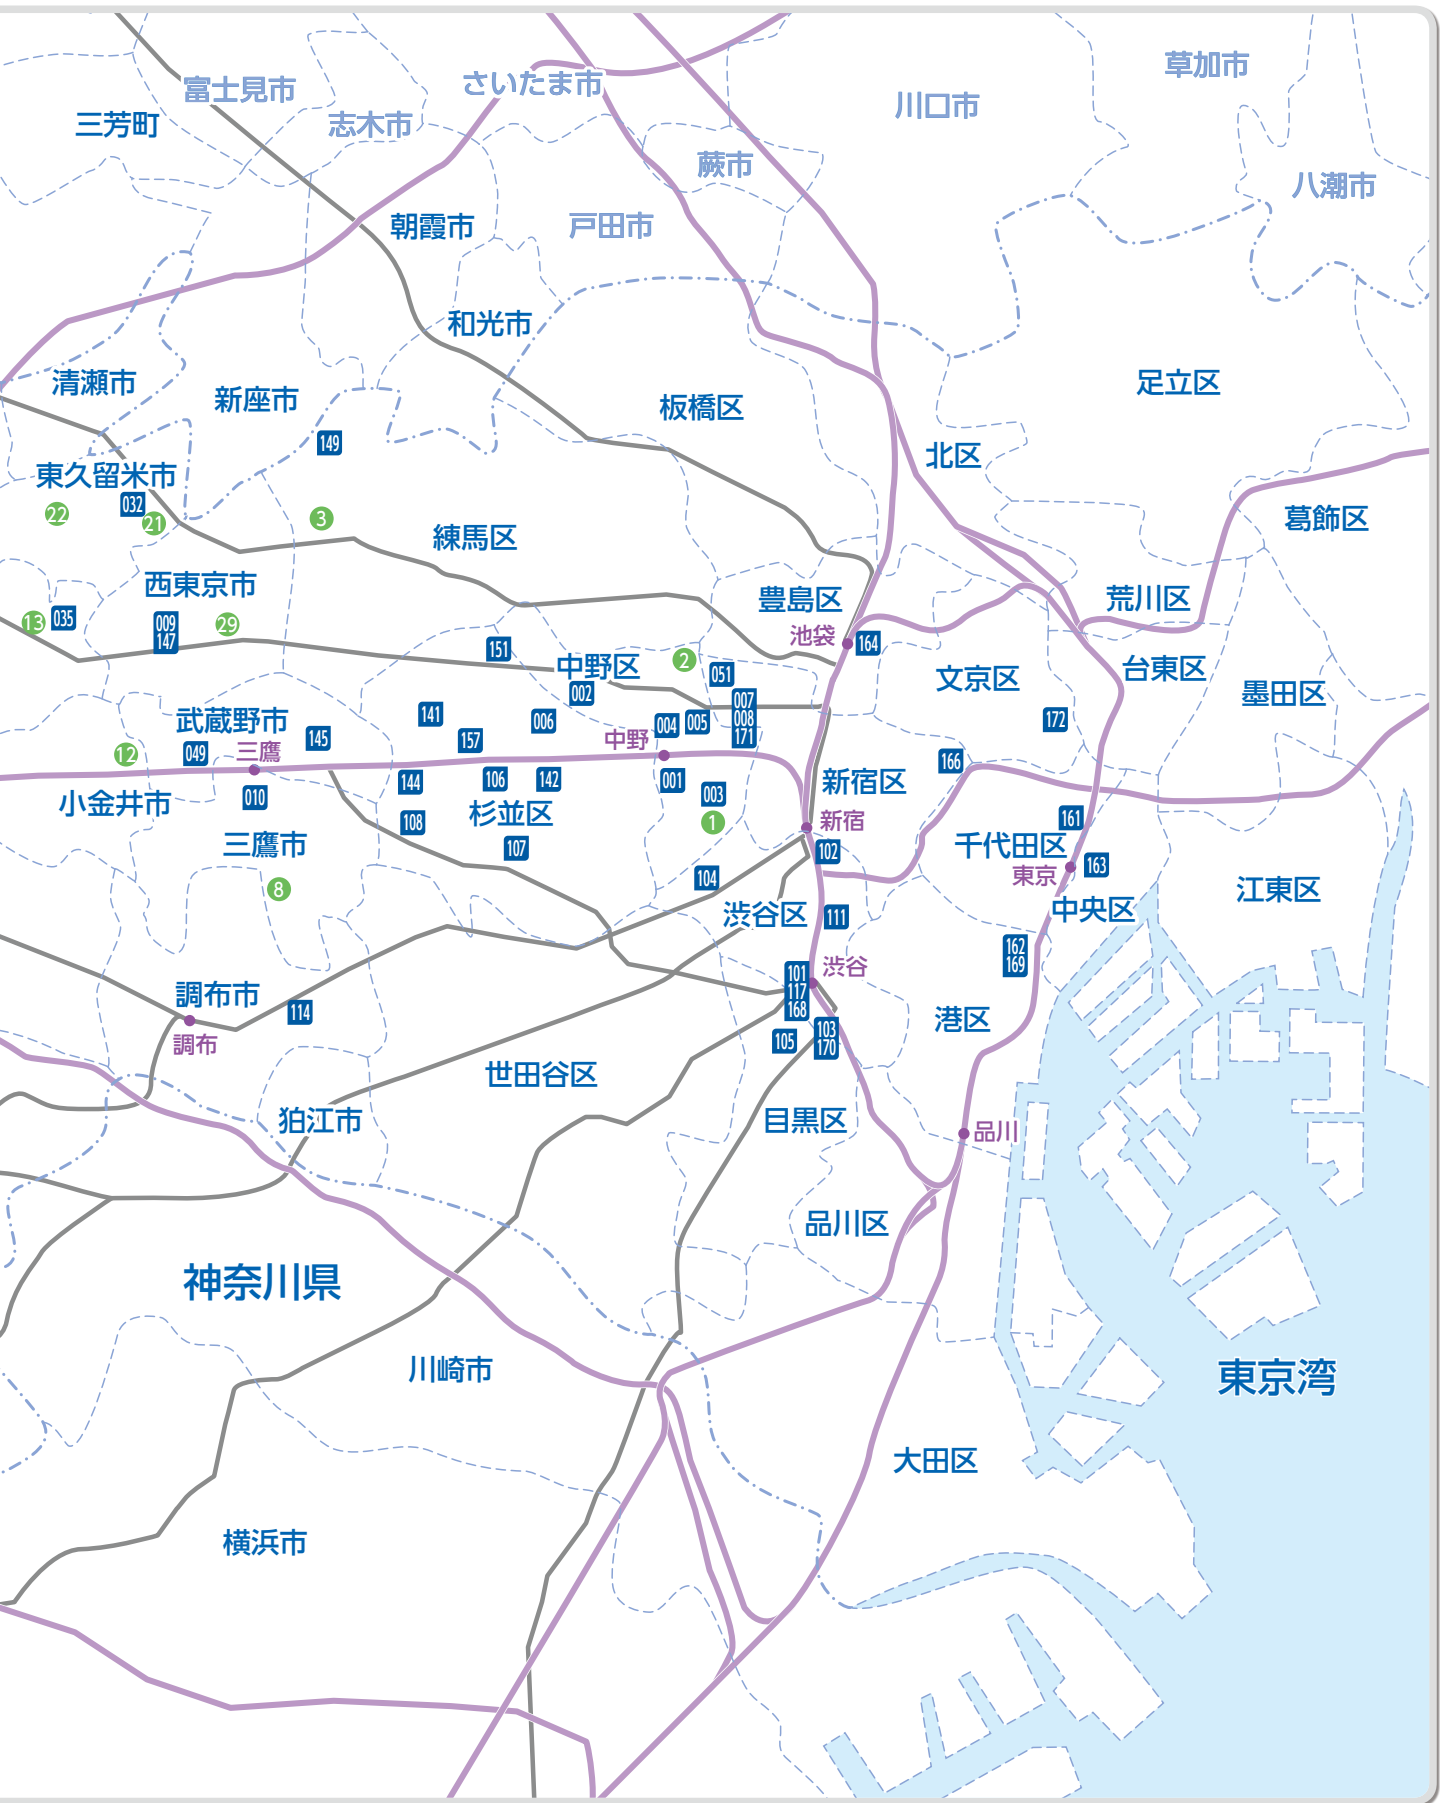 草加市
富士見市
さいたま市
川口市
三芳町
志木市
蕨市
八潮市
朝霞市
戸田市
和光市
清瀬市
新座市
足立区
板橋区
149
北区
東久留米市
032
22
21
3
葛飾区
練馬区
西東京市
豊島区
荒川区
13
035
009
147
29
池袋
164
151
中野区
2
051
文京区
台東区
002
墨田区
007
008
171
141
006
004
005
172
武蔵野市
145
157
中野
12
049
三鷹
166
144
106
142
001
003
新宿区
小金井市
010
杉並区
108
1
新宿
161
三鷹市
107
102
千代田区
163
東京
8
104
江東区
渋谷区
111
中央区
162
169
渋谷
101
117
168
調布市
114
港区
103
170
105
調布
世田谷区
狛江市
目黒区
品川
品川区
神奈川県
川崎市
東京湾
大田区
横浜市